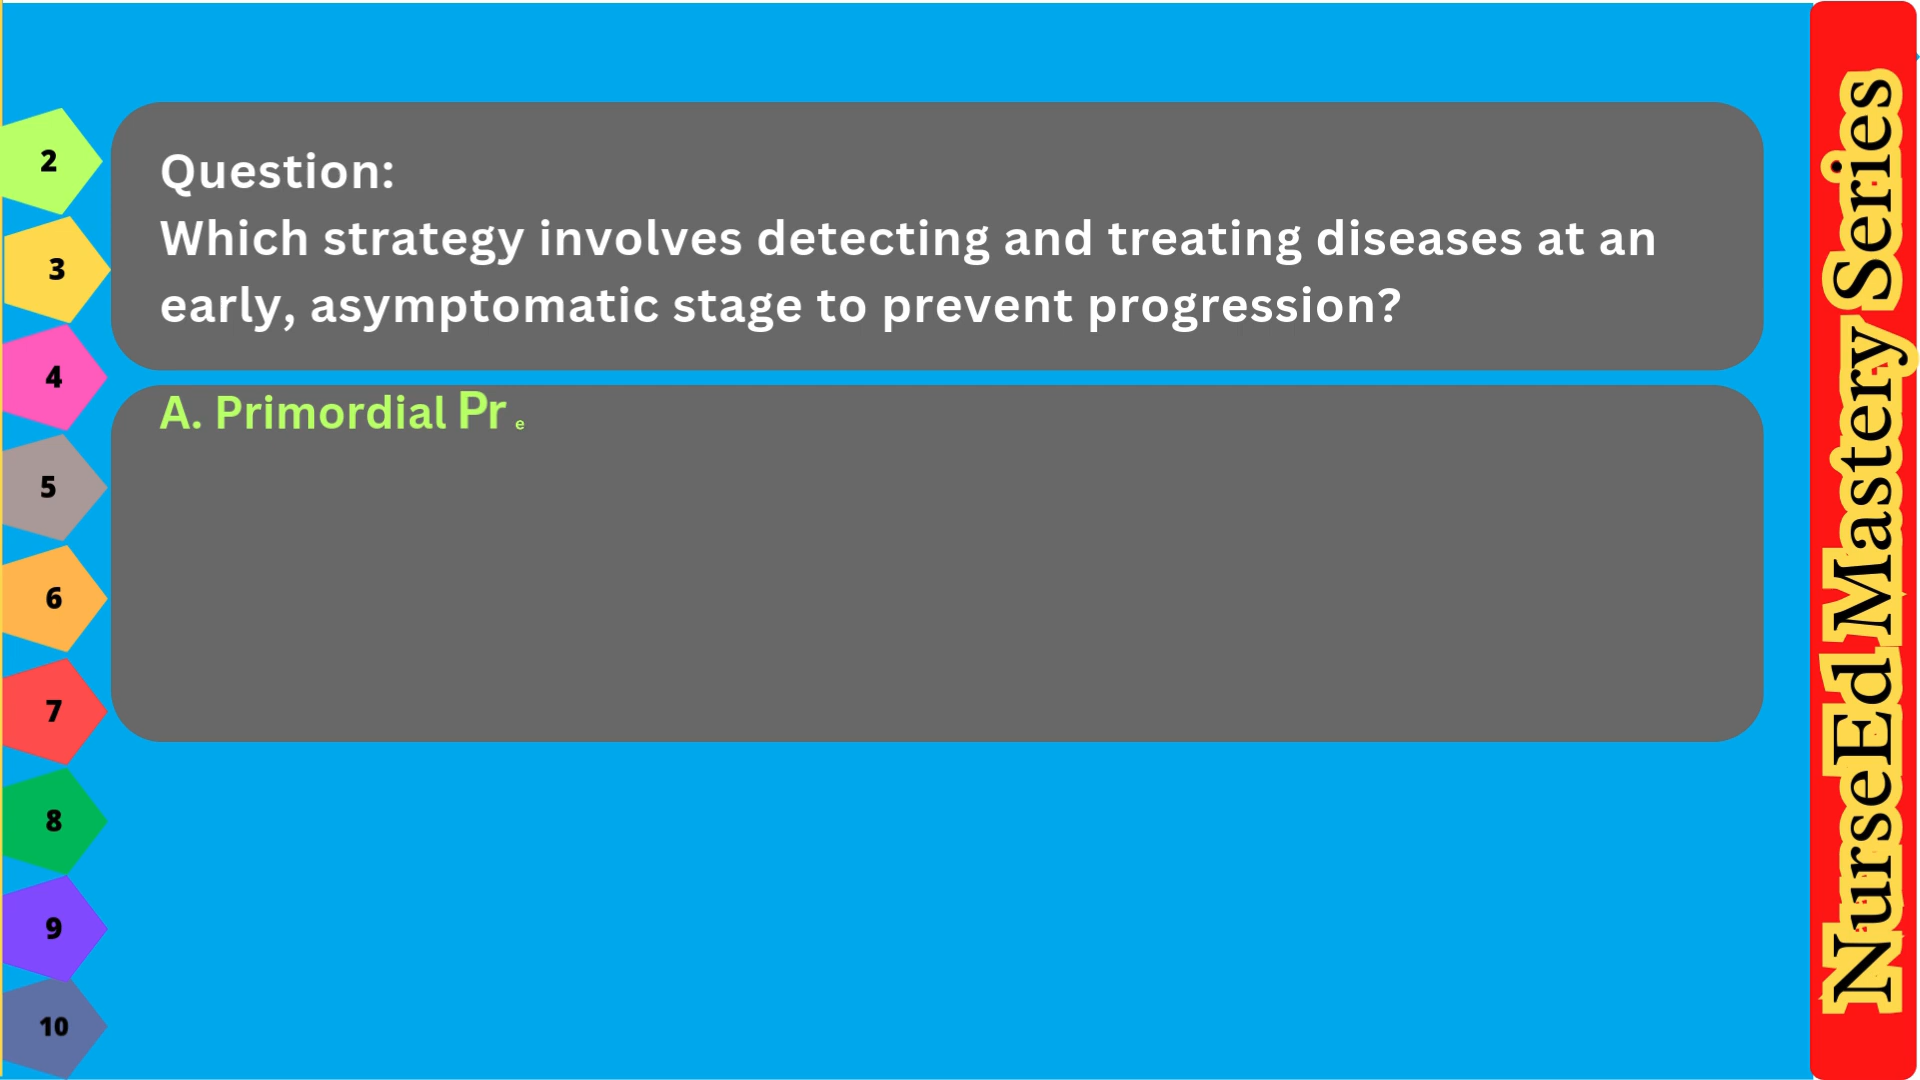 Question:
Which strategy involves detecting and treating diseases at an
early, asymptomatic stage to prevent progression?
A. Primordial Pre
2
3
4
5
6
7
8
9
10
NurseEd Mastery Series